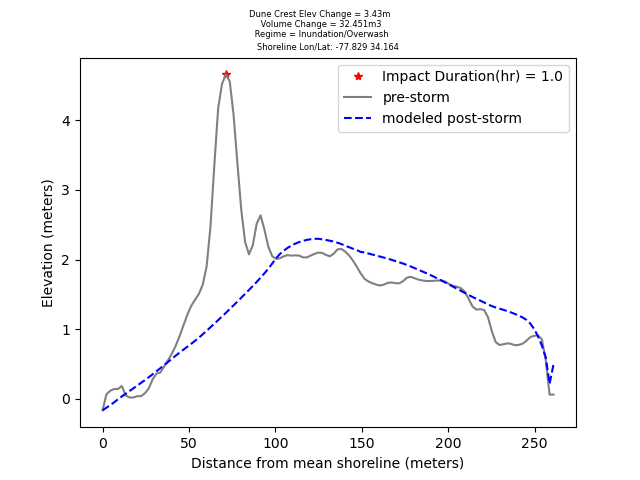 Dune Crest Elev Change = 3.43m
Volume Change = 32.451m3
Regime = Inundation/Overwash
Shoreline Lon/Lat: -77.829 34.164
Impact Duration(hr) = 1.0
pre-storm
modeled post-storm
4
3
2
1
0
Elevation (meters)
0 50 100 150 200 250
Distance from mean shoreline (meters)